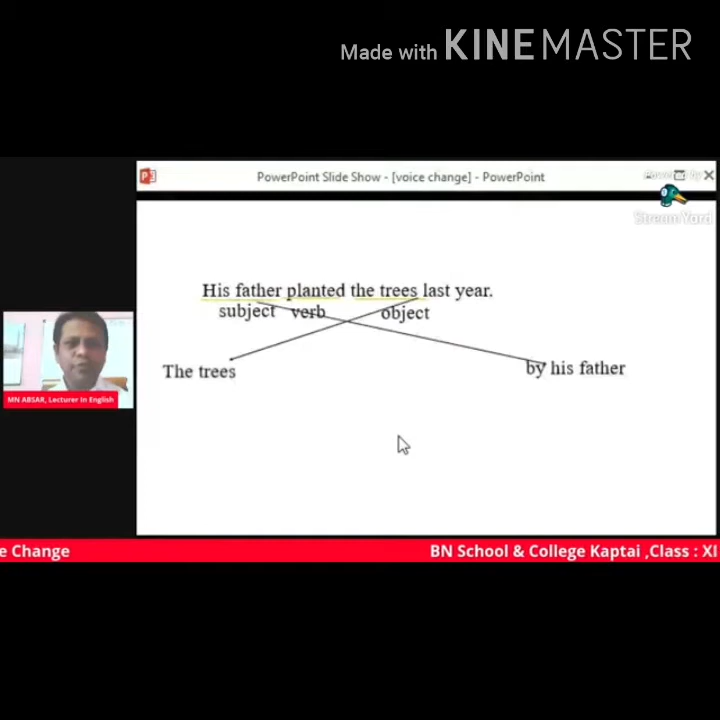 Made with KINEMASTER
PowerPoint Slide Show - [voice change] - PowerPoint
StreamYard
His father planted the trees last year.
subject verb object
The trees by his father
MN ABSAR, Lecturer in English
e Change BN School & College Kaptai ,Class : XI